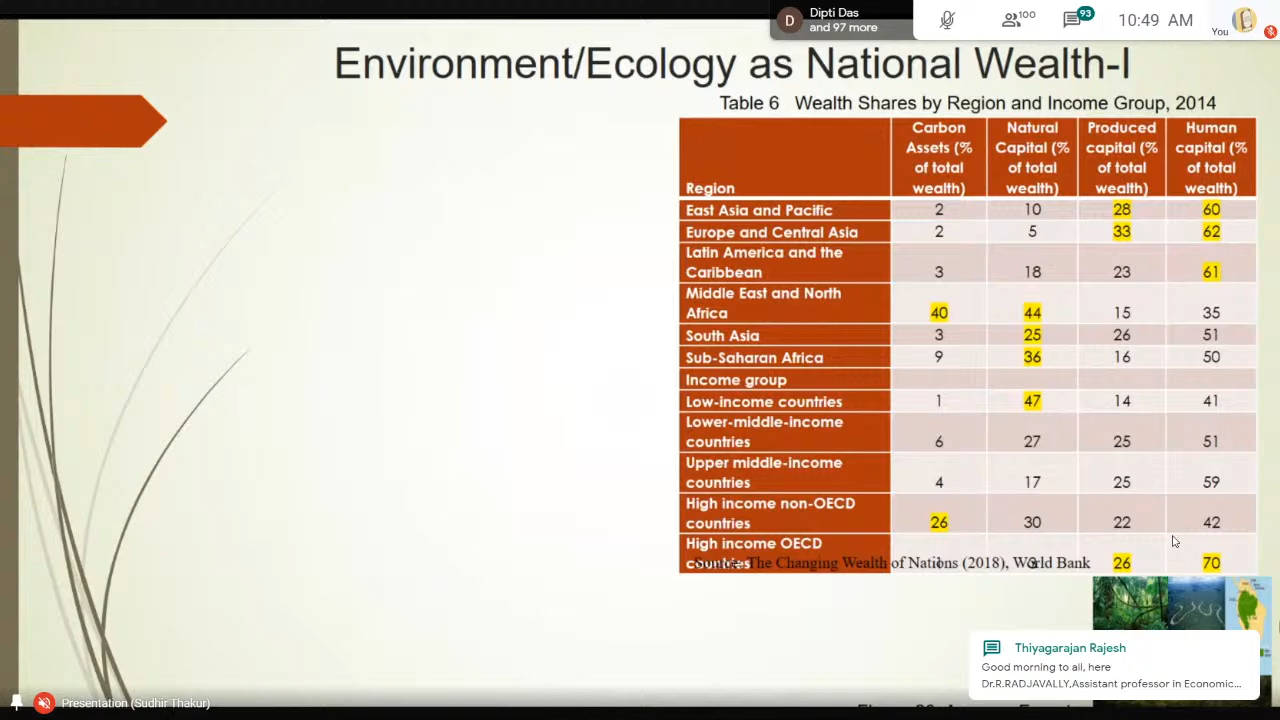 Dipti Das
and 97 more
100
93
10:49 AM
You
Environment/Ecology as National Wealth-I
Table 6 Wealth Shares by Region and Income Group, 2014
Region
Carbon Assets (% of total wealth)
Natural Capital (% of total wealth)
Produced capital (% of total wealth)
Human capital (% of total wealth)
East Asia and Pacific 2 10 28 60
Europe and Central Asia 2 5 33 62
Latin America and the
Caribbean 3 18 23 61
Middle East and North
Africa 40 44 15 35
South Asia 3 25 26 51
Sub-Saharan Africa 9 36 16 50
Income group
Low-income countries 1 47 14 41
Lower-middle-income
countries 6 27 25 51
Upper middle-income
countries 4 17 25 59
High income non-OECD
countries 26 30 22 42
High income OECD
countries 26 70
The Changing Wealth of Nations (2018), World Bank
Thiyagarajan Rajesh
Good morning to all, here
Dr.R.RADJAVALLY,Assistant professor in Economic...
Presentation (Sudhir Thakur)